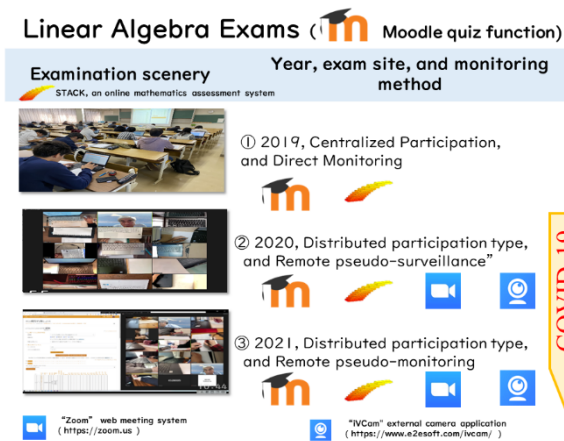 Linear Algebra Exams ( m Moodle quiz function)
Examination scenery
STACK, an online mathematics assessment system
Year, exam site, and monitoring
method
① 2019, Centralized Participation,
and Direct Monitoring
m
② 2020, Distributed participation type,
and Remote pseudo-surveillance”
m
③ 2021, Distributed participation type,
and Remote pseudo-monitoring
m
COVID-19
“Zoom” web meeting system
( https://zoom.us )
“iVCam” external camera application
( https://www.e2esoft.com/ivcam/ )